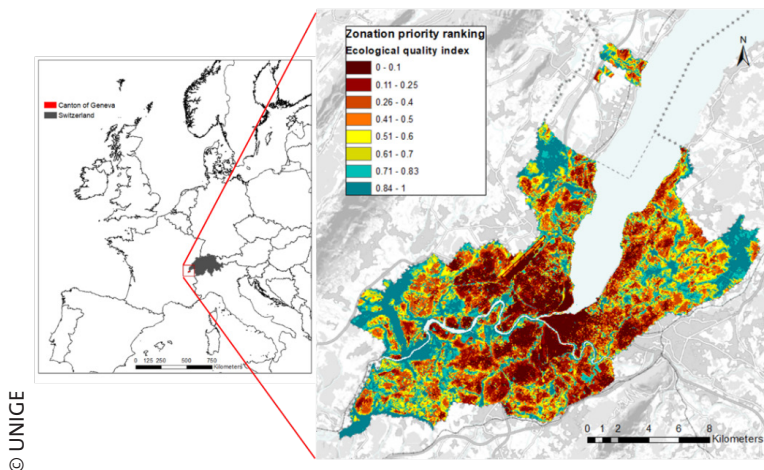 Canton of Geneva
Switzerland
0 125 250 500 750
Kilometers
© UNIGE
Zonation priority ranking
Ecological quality index
0 - 0.1
0.11 - 0.25
0.26 - 0.4
0.41 - 0.5
0.51 - 0.6
0.61 - 0.7
0.71 - 0.83
0.84 - 1
N
0 1 2 4 6 8
Kilometers